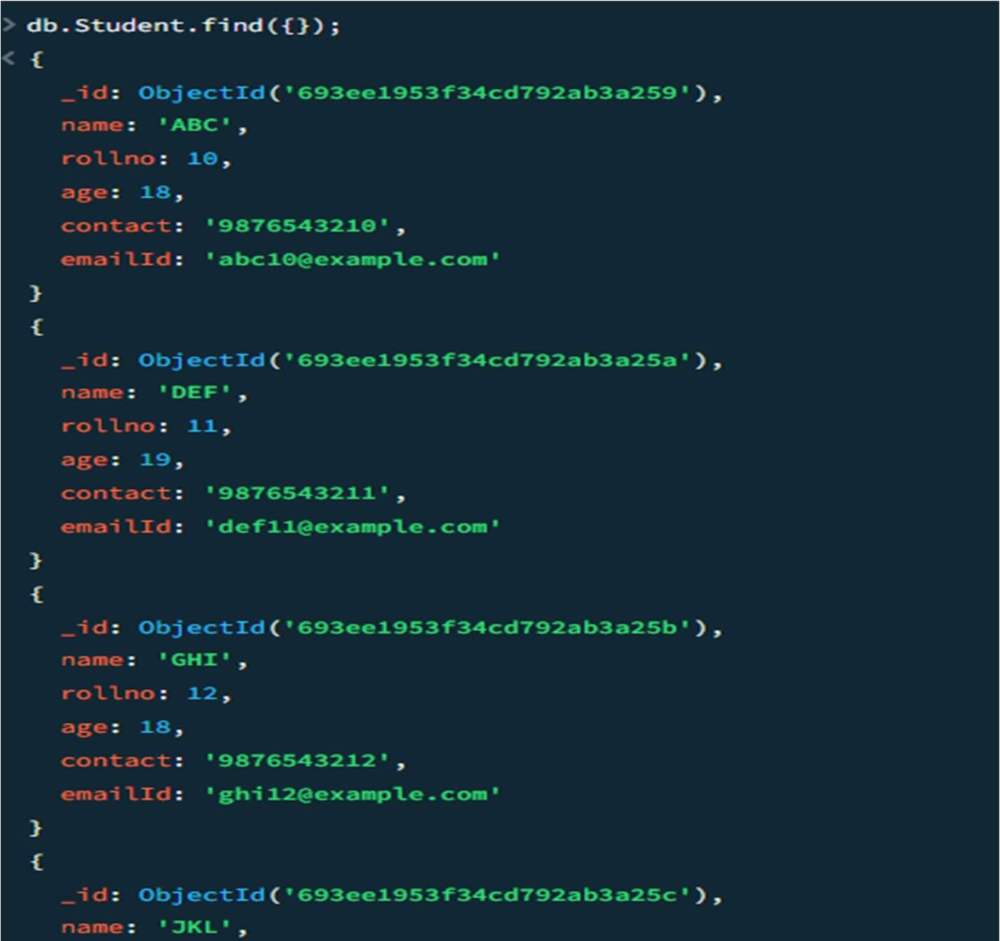 > db.Student.find({});
< {
_id: ObjectId('693ee1953f34cd792ab3a259'),
name: 'ABC',
rollno: 10,
age: 18,
contact: '9876543210',
emailId: 'abc10@example.com'
}
{
_id: ObjectId('693ee1953f34cd792ab3a25a'),
name: 'DEF',
rollno: 11,
age: 19,
contact: '9876543211',
emailId: 'def11@example.com'
}
{
_id: ObjectId('693ee1953f34cd792ab3a25b'),
name: 'GHI',
rollno: 12,
age: 18,
contact: '9876543212',
emailId: 'ghi12@example.com'
}
{
_id: ObjectId('693ee1953f34cd792ab3a25c'),
name: 'JKL',